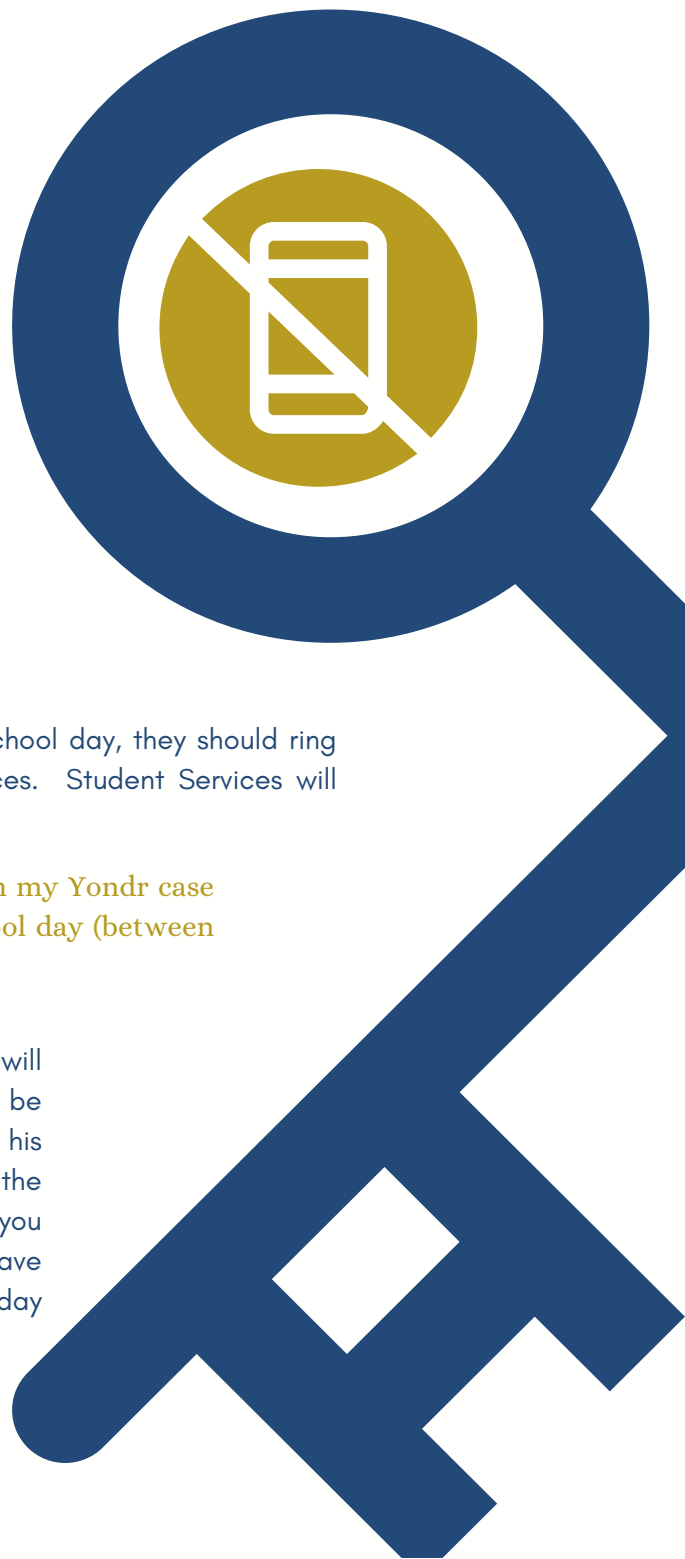 chool day, they should ring
ces. Student Services will
n my Yondr case
ol day (between
will
be
his
the
you
ave
day